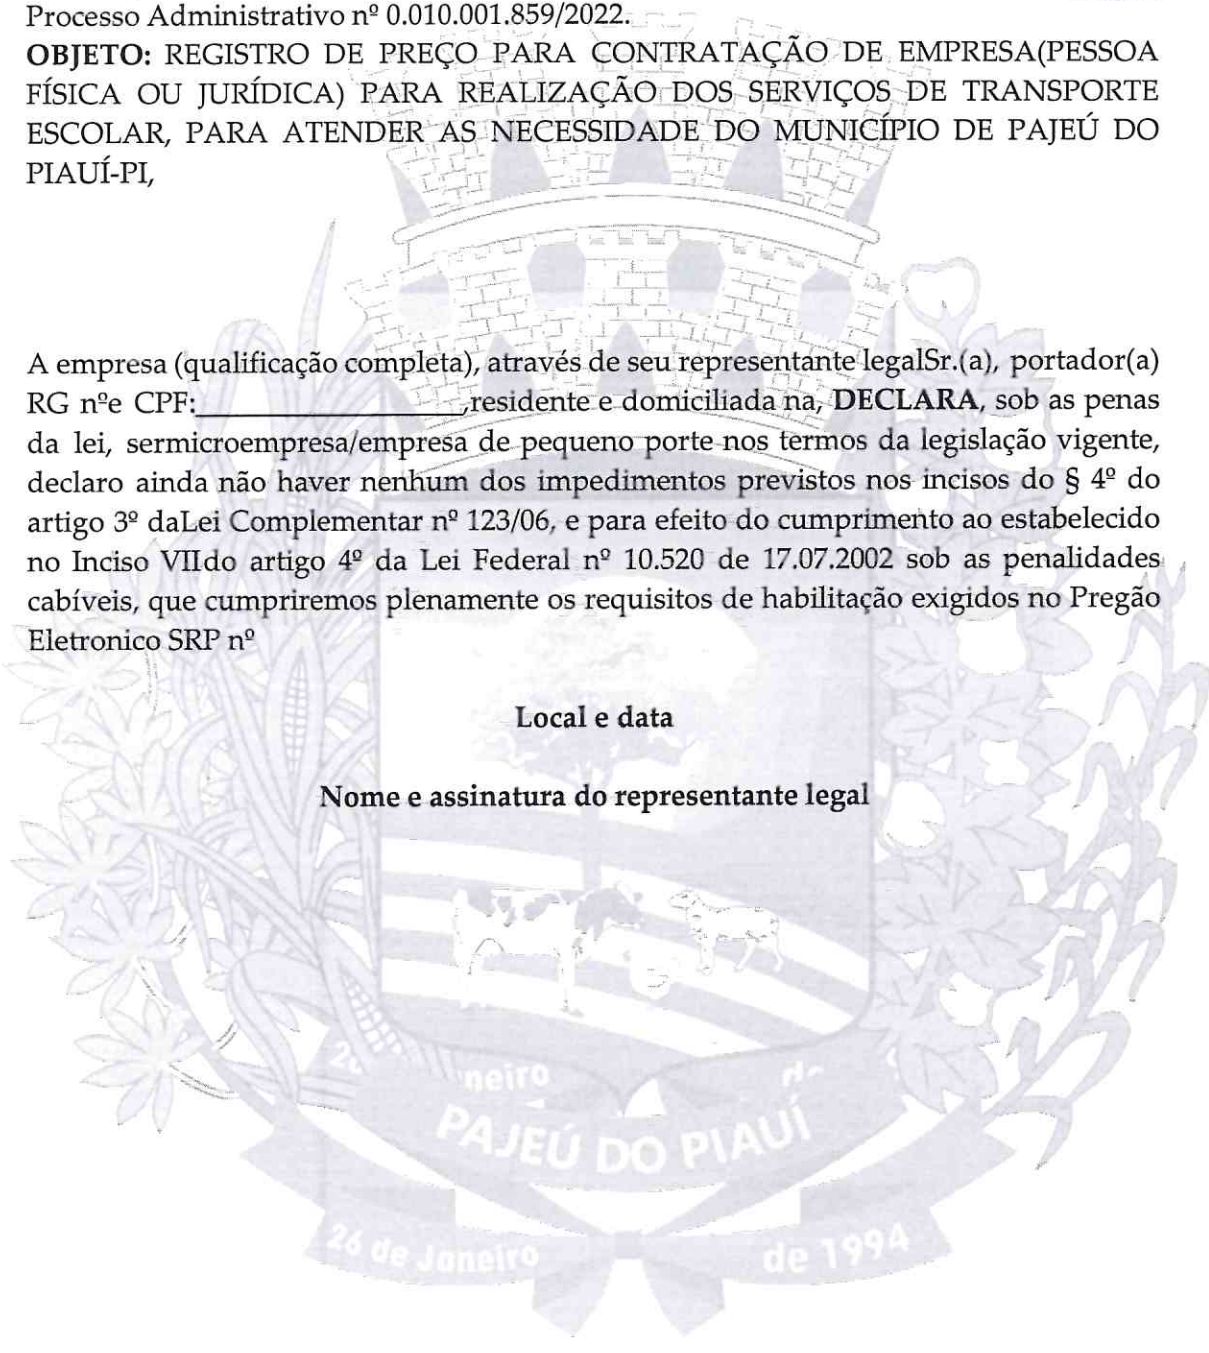 Processo Administrativo nº 0.010.001.859/2022.
OBJETO: REGISTRO DE PREÇO PARA CONTRATAÇÃO DE EMPRESA(PESSOA
FÍSICA OU JURÍDICA) PARA REALIZAÇÃO DOS SERVIÇOS DE TRANSPORTE
ESCOLAR, PARA ATENDER AS NECESSIDADE DO MUNICÍPIO DE PAJEÚ DO
PIAUÍ-PI,
A empresa (qualificação completa), através de seu representante legalSr.(a), portador(a)
RG nºe CPF:___________________,residente e domiciliada na, DECLARA, sob as penas
da lei, sermicroempresa/empresa de pequeno porte nos termos da legislação vigente,
declaro ainda não haver nenhum dos impedimentos previstos nos incisos do § 4º do
artigo 3º daLei Complementar nº 123/06, e para efeito do cumprimento ao estabelecido
no Inciso VIIdo artigo 4º da Lei Federal nº 10.520 de 17.07.2002 sob as penalidades
cabíveis, que cumpriremos plenamente os requisitos de habilitação exigidos no Pregão
Eletronico SRP nº
Local e data
Nome e assinatura do representante legal
PAJEÚ DO PIAUÍ
26 de Janeiro de 1994